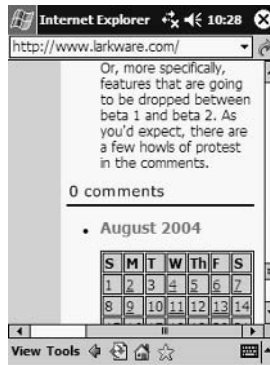 Internet Explorer 10:28
http://www.larkware.com/
Or, more specifically,
features that are going
to be dropped between
beta 1 and beta 2. As
you'd expect, there are
a few howls of protest
in the comments.
0 comments
• August 2004
S M T W Th F S
1 2 3 4 5 6 7
8 9 10 11 12 13 14
View Tools